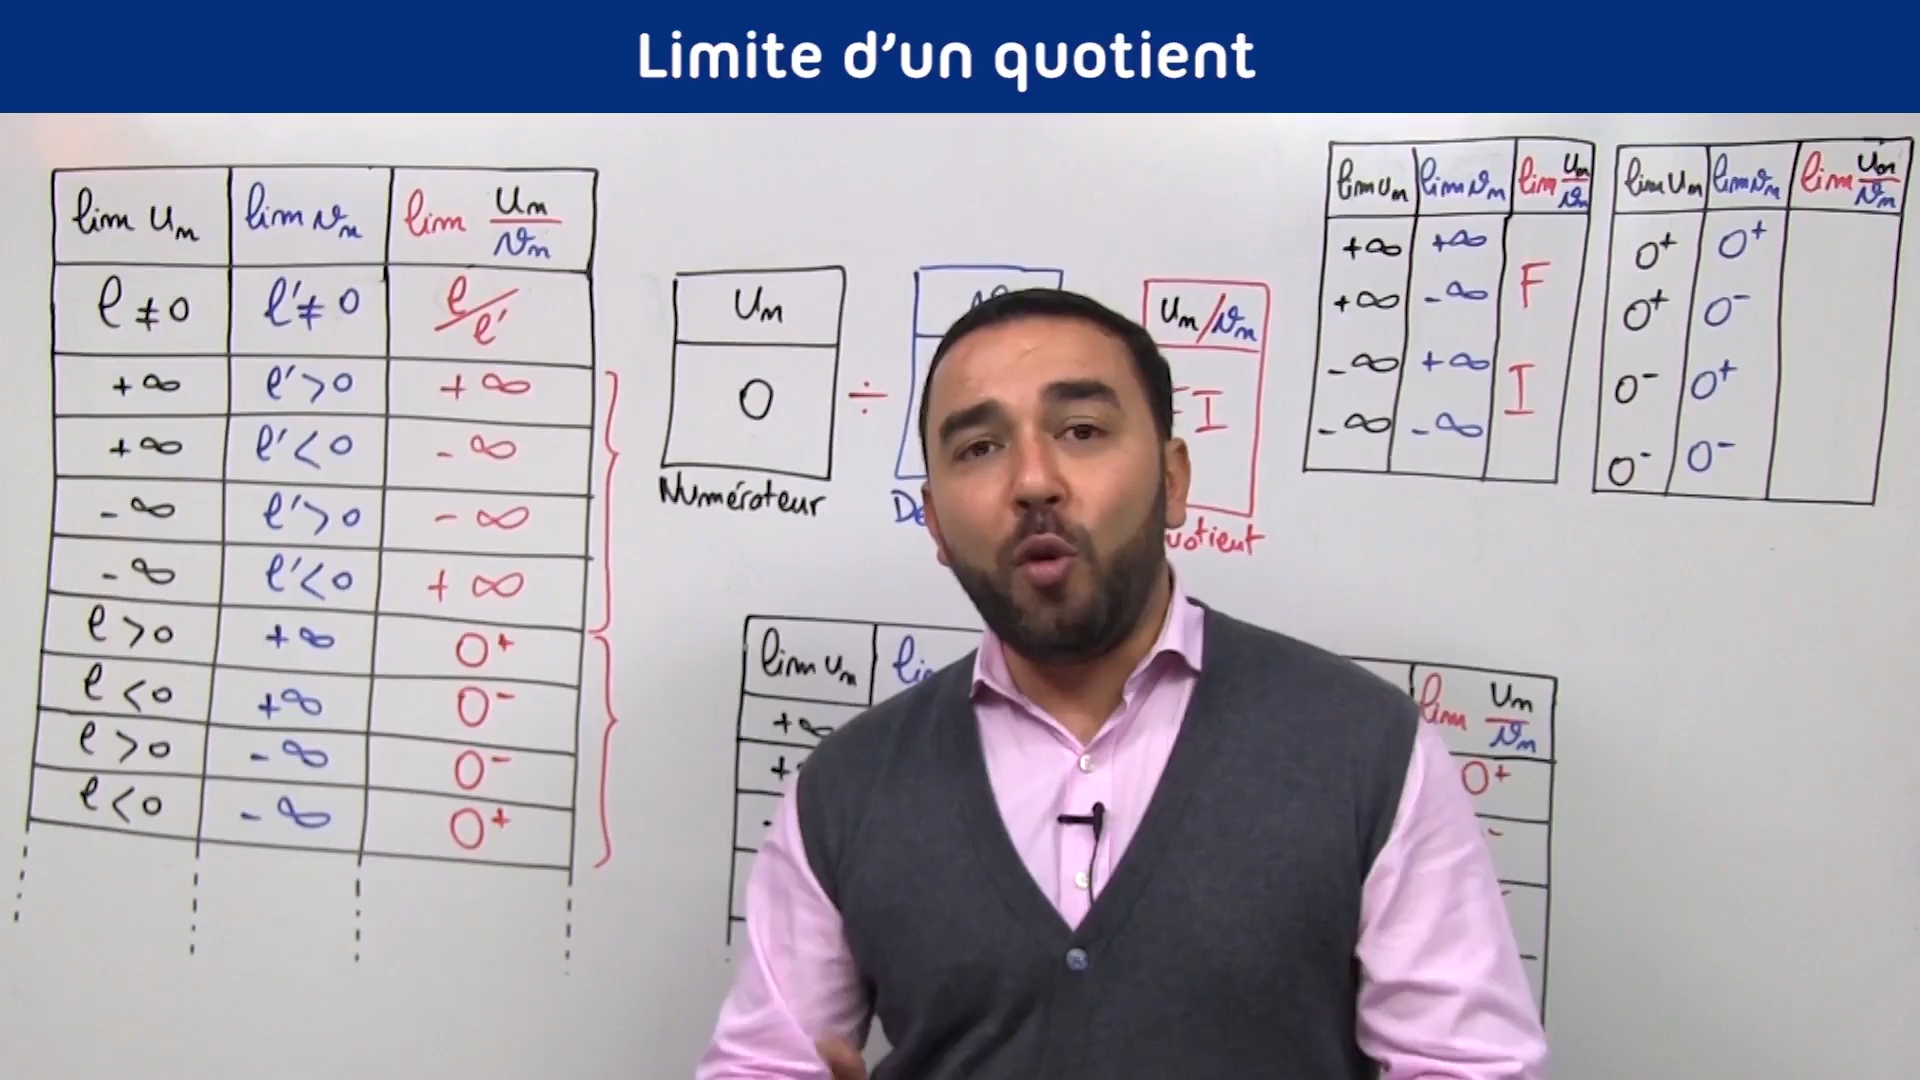 Limite d'un quotient
lim Un lim Vn lim Un/Vn
ℓ ≠ 0 ℓ' ≠ 0 ℓ/ℓ'
+∞ ℓ' > 0 +∞
+∞ ℓ' < 0 -∞
-∞ ℓ' > 0 -∞
-∞ ℓ' < 0 +∞
ℓ > 0 +∞ 0⁺
ℓ < 0 +∞ 0⁻
ℓ > 0 -∞ 0⁻
ℓ < 0 -∞ 0⁺
Un
0
Numérateur
÷
Un/Vn
I
lim Un lim Vn lim Un/Vn
+∞ +∞
+∞ -∞
-∞ +∞
-∞ -∞
F
I
lim Un lim Vn lim Un/Vn
0⁺ 0⁺
0⁺ 0⁻
0⁻ 0⁺
0⁻ 0⁻
lim Un
+∞
lim Un/Vn
0⁺